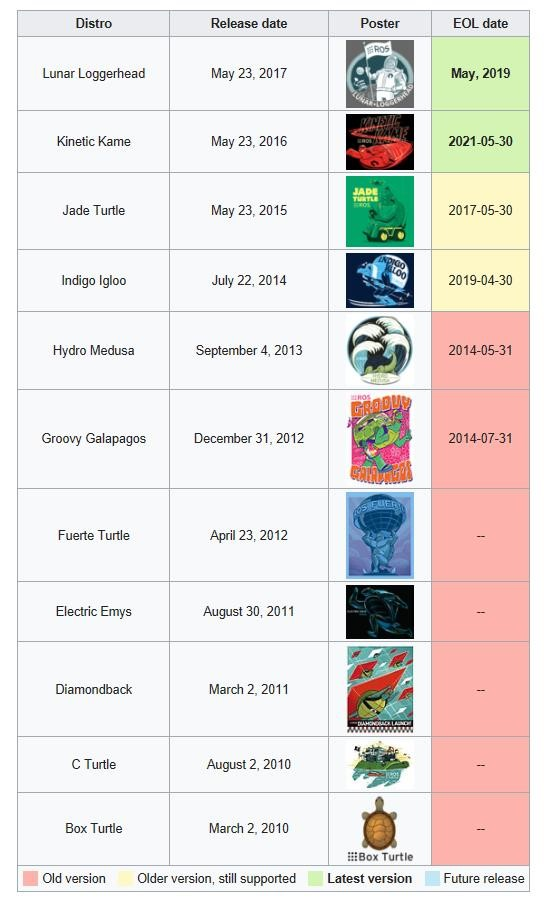 Distro Release date Poster EOL date
Lunar Loggerhead May 23, 2017 May, 2019
ROS
LUNAR LOGGERHEAD
Kinetic Kame May 23, 2016 2021-05-30
KINETIC
KAME
ROS
Jade Turtle May 23, 2015 2017-05-30
JADE
TURTLE
ROS
Indigo Igloo July 22, 2014 2019-04-30
INDIGO
IGLOO
Hydro Medusa September 4, 2013 2014-05-31
HYDRO
MEDUSA
Groovy Galapagos December 31, 2012 2014-07-31
ROS
GROOVY
GALAPAGOS
Fuerte Turtle April 23, 2012 --
ROS FUERTE
Electric Emys August 30, 2011 --
Diamondback March 2, 2011 --
DIAMONDBACK LAUNCH!
C Turtle August 2, 2010 --
ROS
Box Turtle March 2, 2010 --
Box Turtle
Old version Older version, still supported Latest version Future release